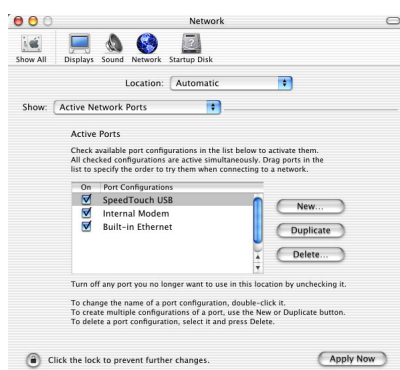 Network
Show All Displays Sound Network Startup Disk
Location: Automatic
Show: Active Network Ports
Active Ports
Check available port configurations in the list below to activate them.
All checked configurations are active simultaneously. Drag ports in the
list to specify the order to try them when connecting to a network.
On Port Configurations
SpeedTouch USB
Internal Modem
Built-in Ethernet
New...
Duplicate
Delete...
Turn off any port you no longer want to use in this location by unchecking it.
To change the name of a port configuration, double-click it.
To create multiple configurations of a port, use the New or Duplicate button.
To delete a port configuration, select it and press Delete.
Click the lock to prevent further changes.
Apply Now